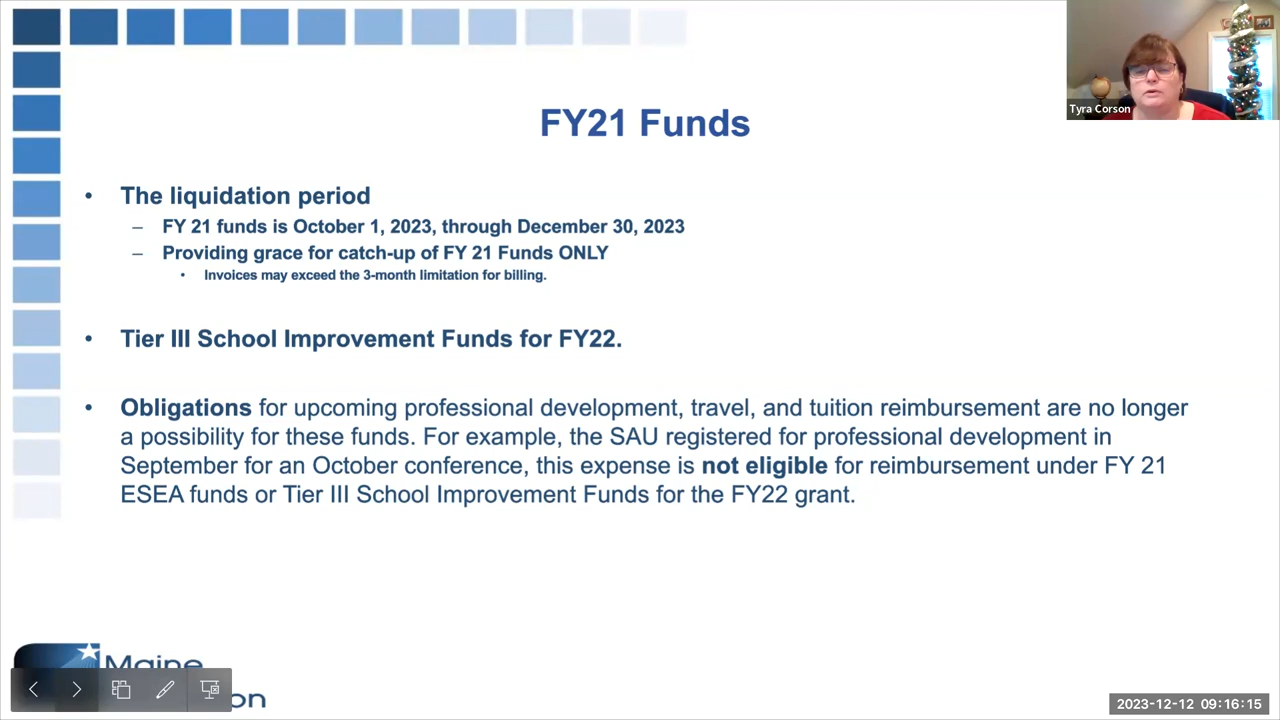 Tyra Corson
FY21 Funds
• The liquidation period
– FY 21 funds is October 1, 2023, through December 30, 2023
– Providing grace for catch-up of FY 21 Funds ONLY
• Invoices may exceed the 3-month limitation for billing.
• Tier III School Improvement Funds for FY22.
• Obligations for upcoming professional development, travel, and tuition reimbursement are no longer
a possibility for these funds. For example, the SAU registered for professional development in
September for an October conference, this expense is not eligible for reimbursement under FY 21
ESEA funds or Tier III School Improvement Funds for the FY22 grant.
Maine
on
2023-12-12 09:16:15